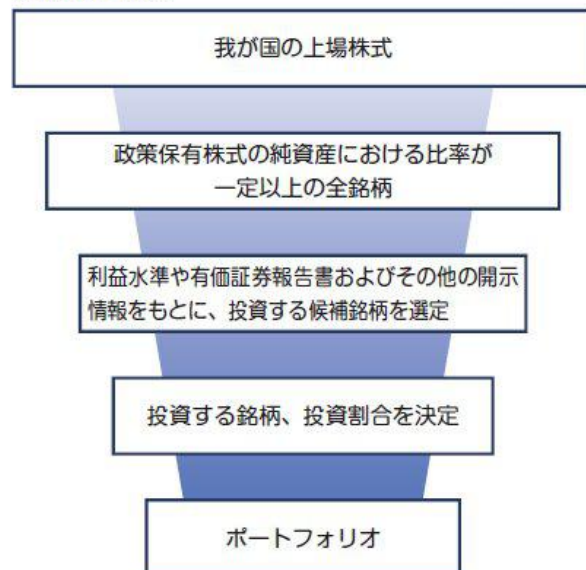 我が国の上場株式
政策保有株式の純資産における比率が
一定以上の全銘柄
利益水準や有価証券報告書およびその他の開示
情報をもとに、投資する候補銘柄を選定
投資する銘柄、投資割合を決定
ポートフォリオ